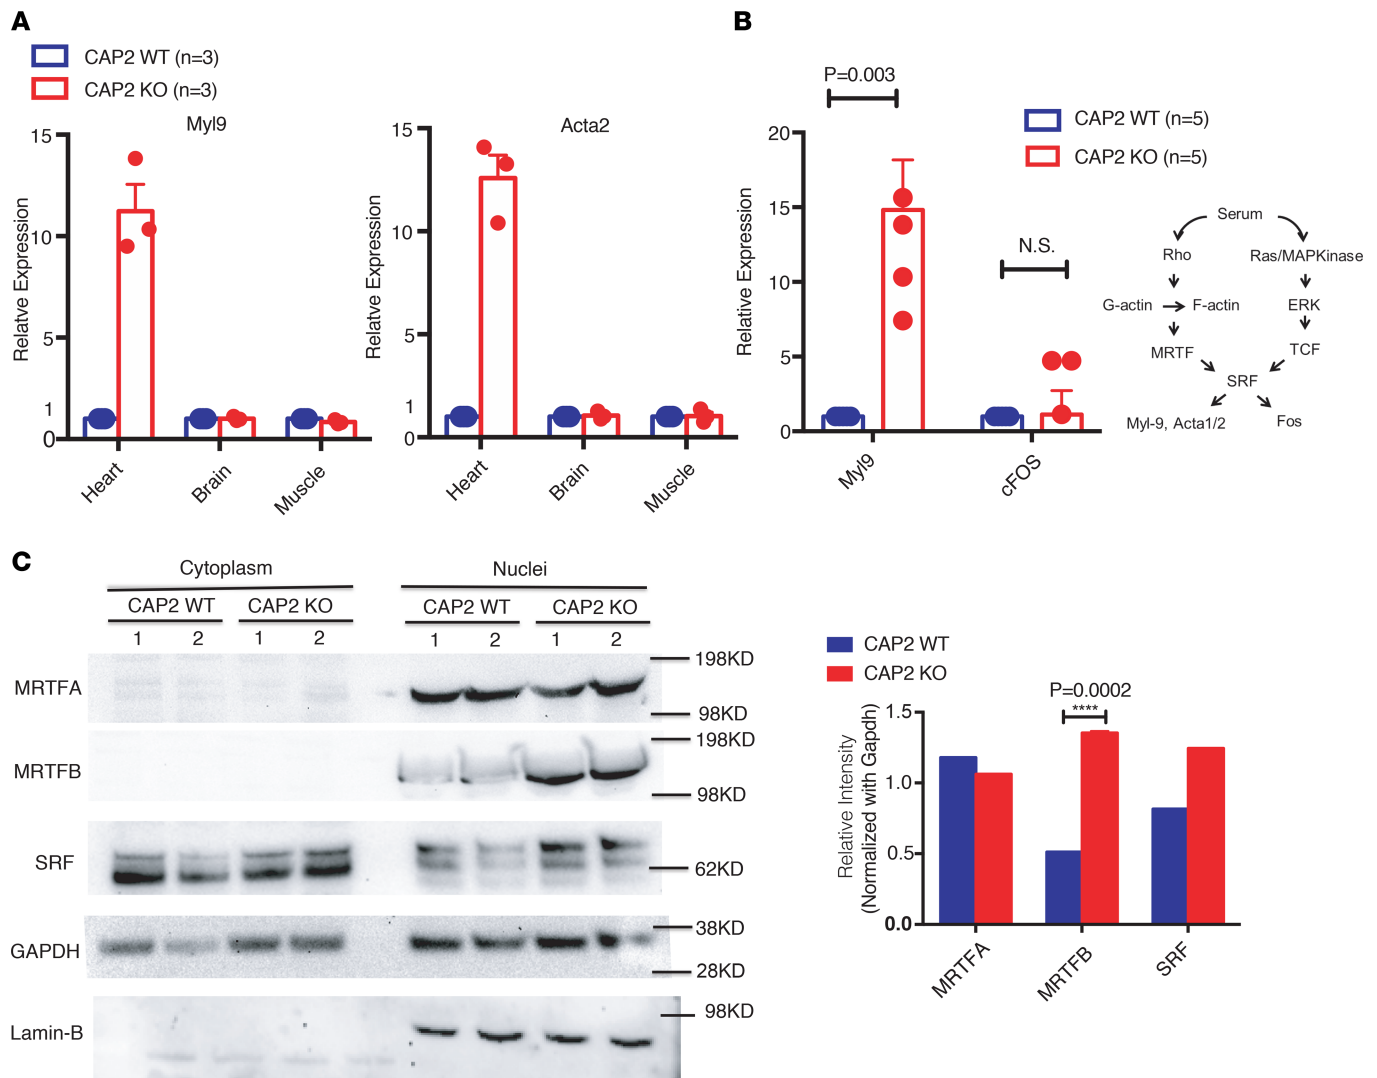 A
CAP2 WT (n=3)
CAP2 KO (n=3)
Myl9
Relatve Expression
15
10
5
1
0
Heart
Brain
Muscle
Acta2
Relatve Expression
15
10
5
1
0
Heart
Brain
Muscle
B
P=0.003
CAP2 WT (n=5)
CAP2 KO (n=5)
Relatve Expression
20
15
10
5
0
N.S.
Myl9
cFOS
Serum
Rho
Ras/MAPKinase
G-actin
F-actin
ERK
MRTF
TCF
SRF
Myl-9, Acta1/2
Fos
C
Cytoplasm
Nuclei
CAP2 WT
CAP2 KO
CAP2 WT
CAP2 KO
1
2
1
2
1
2
1
2
MRTFA
198KD
98KD
MRTFB
198KD
98KD
SRF
62KD
GAPDH
38KD
28KD
Lamin-B
98KD
CAP2 WT
CAP2 KO
P=0.0002
****
Relative Intensity
(Normalized with Gapdh)
1.5
1.0
0.5
0.0
MRTFA
MRTFB
SRF